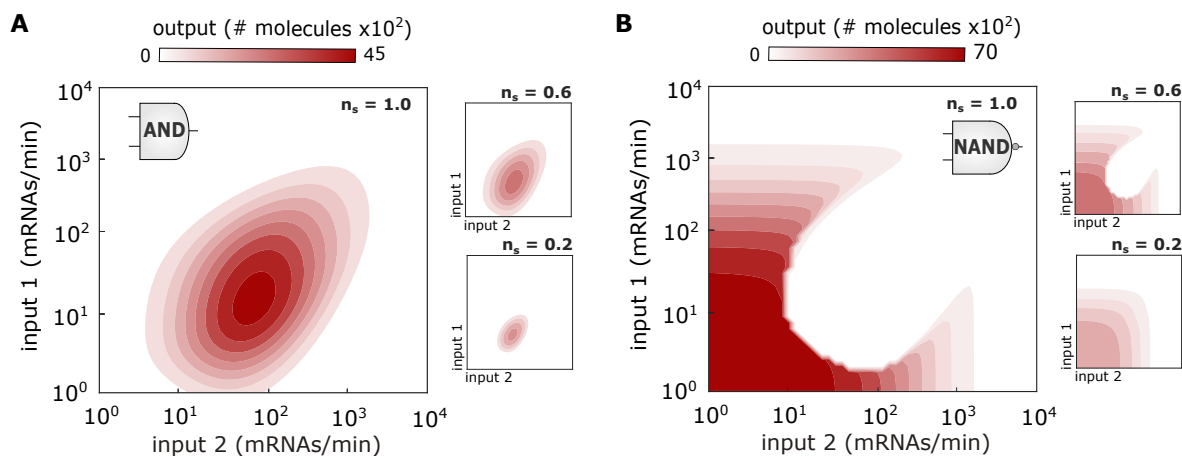 A
output (# molecules x10²)
0
45
10⁴
10³
10²
10¹
10⁰
input 1 (mRNAs/min)
AND
nₛ = 1.0
10⁰
10¹
10²
10³
10⁴
input 2 (mRNAs/min)
nₛ = 0.6
input 1
input 2
nₛ = 0.2
input 1
input 2
B
output (# molecules x10²)
0
70
10⁴
10³
10²
10¹
10⁰
input 1 (mRNAs/min)
nₛ = 1.0
NAND
10⁰
10¹
10²
10³
10⁴
input 2 (mRNAs/min)
nₛ = 0.6
input 1
input 2
nₛ = 0.2
input 1
input 2